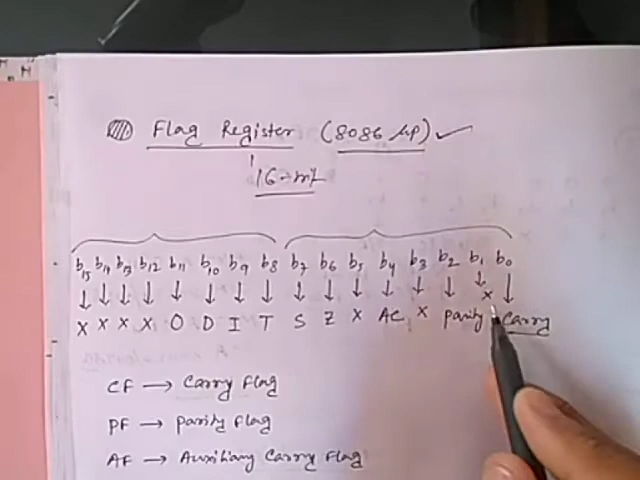 Flag Register (8086 μP)
16-bit
b15 b14 b13 b12 b11 b10 b9 b8 b7 b6 b5 b4 b3 b2 b1 b0
X X X X O D I T S Z X AC X Parity X Carry
CF → Carry Flag
PF → Parity Flag
AF → Auxiliary Carry Flag